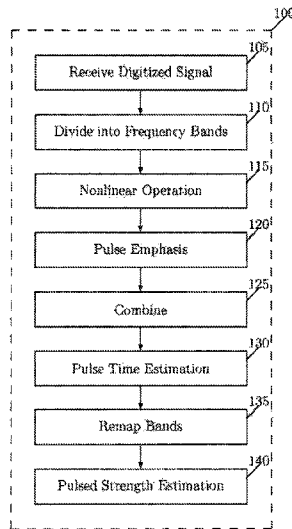 100
105
Receive Digitized Signal
110
Divide into Frequency Bands
115
Nonlinear Operation
120
Pulse Emphasis
125
Combine
130
Pulse Time Estimation
135
Remap Bands
140
Pulsed Strength Estimation